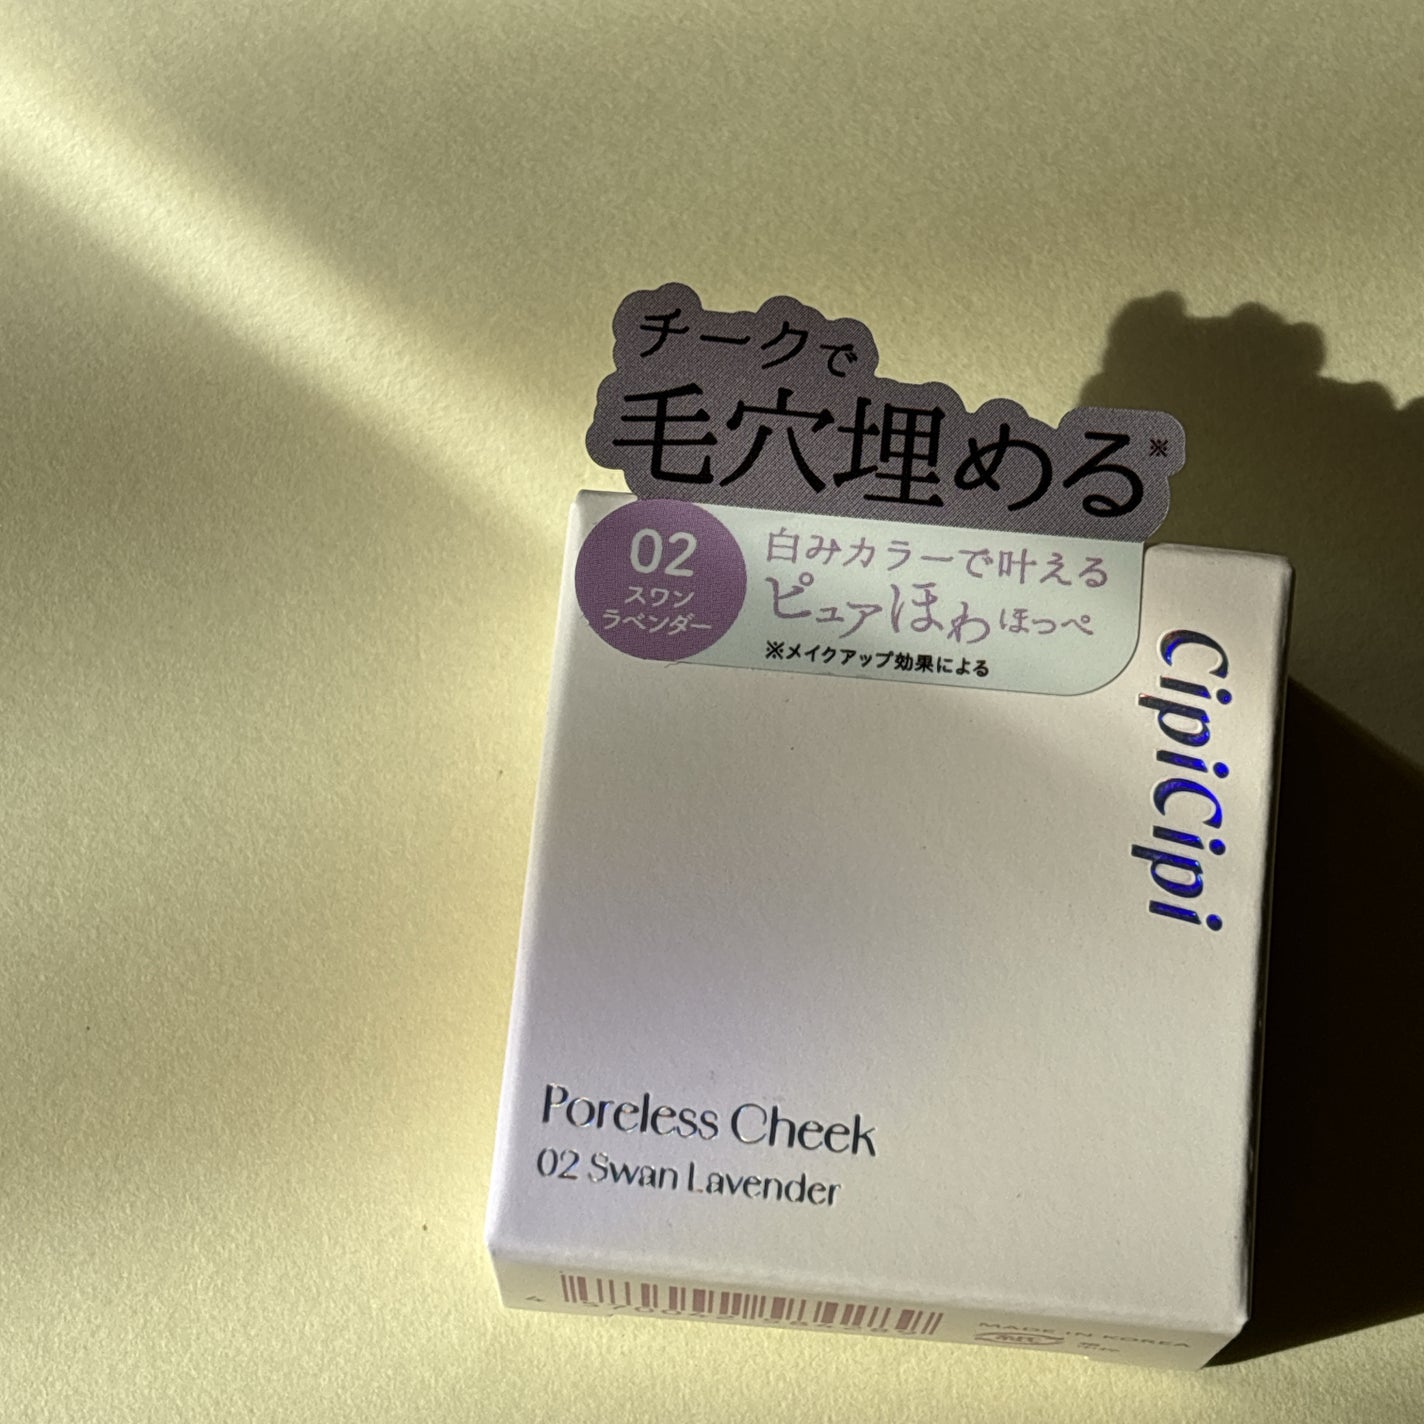 チークで
毛穴埋める※
02
スワン
ラベンダー
白みカラーで叶える
ピュアほわほっぺ
※メイクアップ効果による
CipiCipi
Poreless Cheek
02 Swan Lavender
MADE IN KOREA